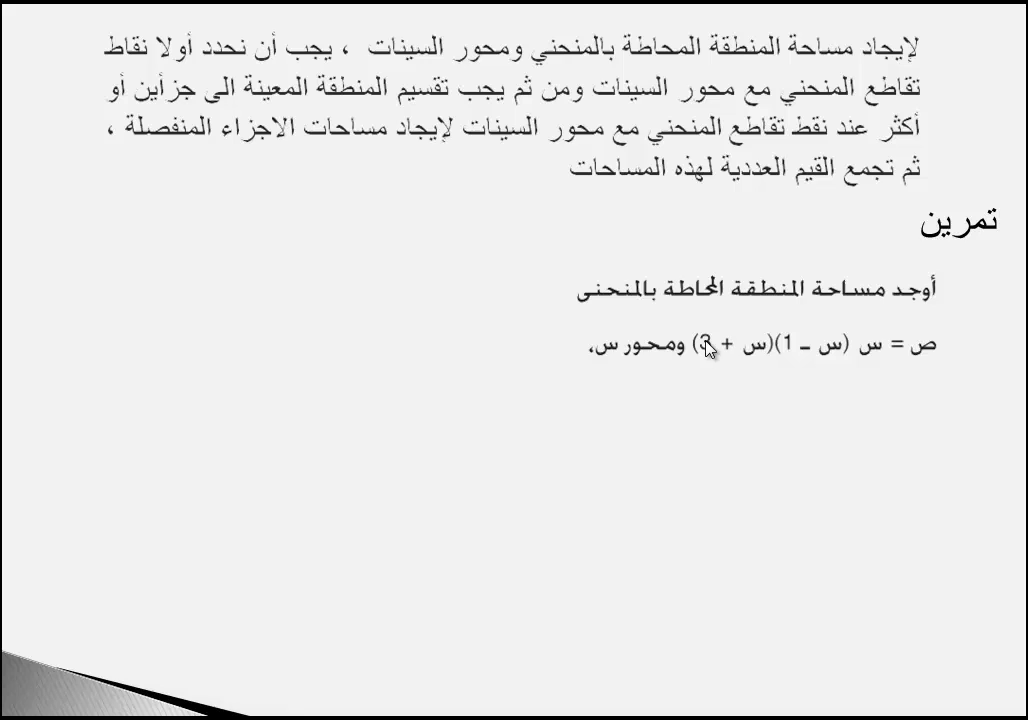 لإيجاد مساحة المنطقة المحاطة بالمنحني ومحور السينات ، يجب أن نحدد أولا نقاط
تقاطع المنحني مع محور السينات ومن ثم يجب تقسيم المنطقة المعينة الى جزأين أو
أكثر عند نقط تقاطع المنحني مع محور السينات لإيجاد مساحات الاجزاء المنفصلة ،
ثم تجمع القيم العددية لهذه المساحات
تمرين
أوجد مساحة المنطقة المحاطة بالمنحنى
ص = س (س ـ 1)(س + 3) ومحور س،